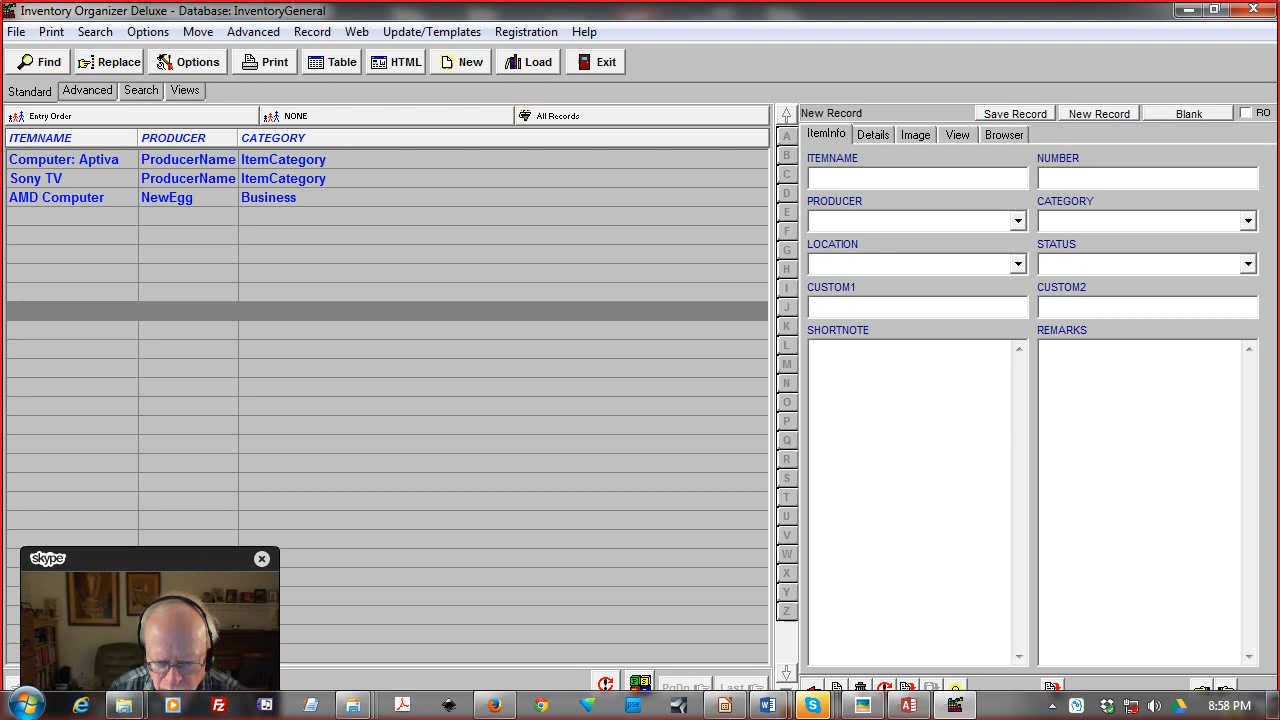 Inventory Organizer Deluxe - Database: InventoryGeneral
File Print Search Options Move Advanced Record Web Update/Templates Registration Help
Find Replace Options Print Table HTML New Load Exit
Standard Advanced Search Views
Entry Order NONE All Records
New Record Save Record New Record Blank RO
ItemInfo Details Image View Browser
ITEMNAME PRODUCER CATEGORY
Computer: Aptiva ProducerName ItemCategory
Sony TV ProducerName ItemCategory
AMD Computer NewEgg Business
A
B
C
D
E
F
G
H
I
J
K
L
M
N
O
P
Q
R
S
T
U
V
W
X
Y
Z
ITEMNAME NUMBER
PRODUCER CATEGORY
LOCATION STATUS
CUSTOM1 CUSTOM2
SHORTNOTE REMARKS
skype
PgDn Last
8:58 PM